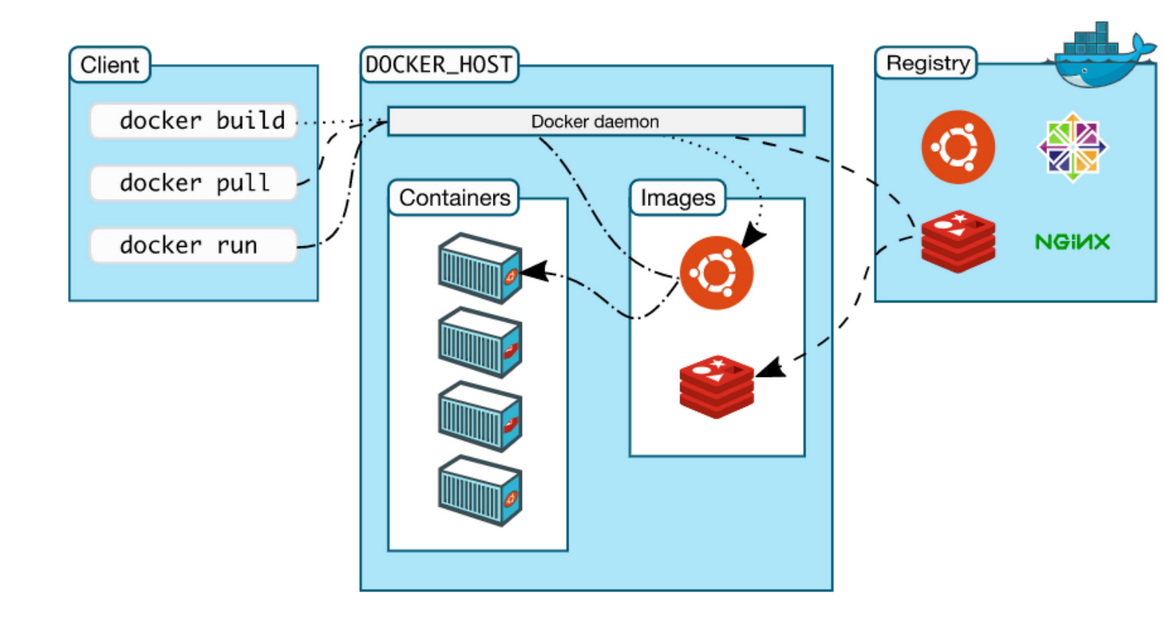 Client
docker build
docker pull
docker run
DOCKER_HOST
Docker daemon
Containers
Images
Registry
NGiNX